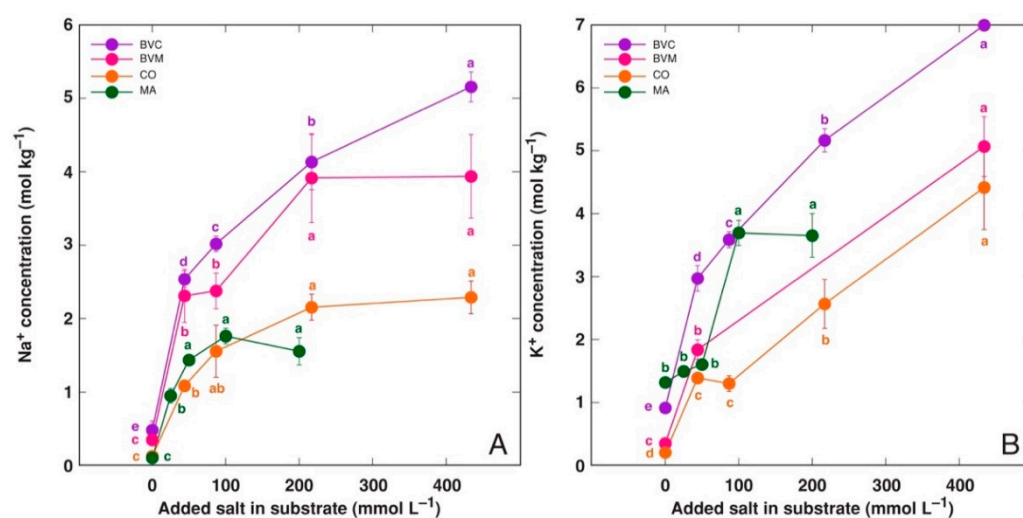 6
5
4
3
2
1
0
Na⁺ concentration (mol kg⁻¹)
BVC
BVM
CO
MA
a
b
c
d
b
a
a
b
a
a
a
a
a
b
b
ab
e
c
c
c
A
0
100
200
300
400
Added salt in substrate (mmol L⁻¹)
7
6
5
4
3
2
1
0
K⁺ concentration (mol kg⁻¹)
BVC
BVM
CO
MA
a
b
a
a
c
a
d
a
b
b
b
b
b
c
c
b
e
c
d
B
0
100
200
300
400
Added salt in substrate (mmol L⁻¹)